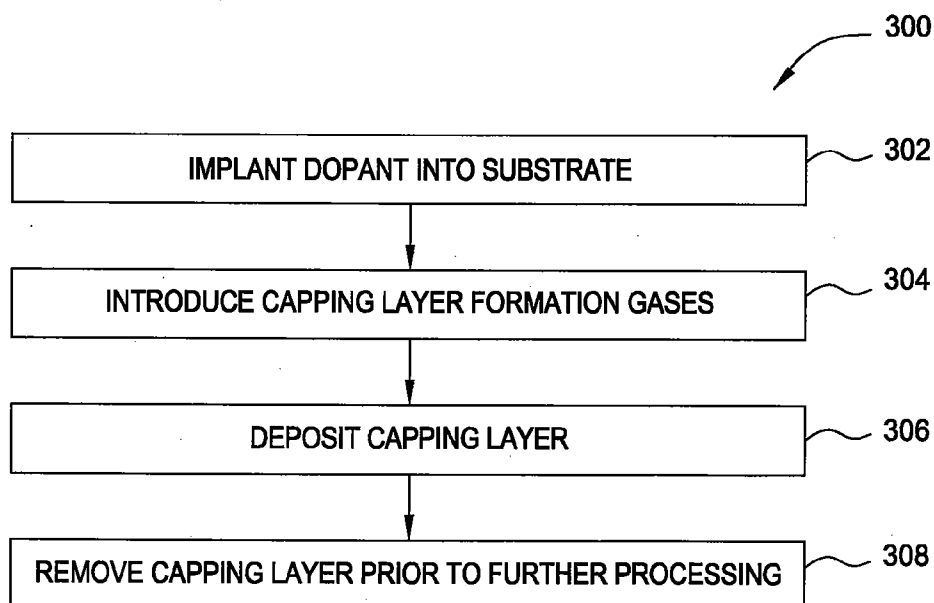 300
IMPLANT DOPANT INTO SUBSTRATE
302
INTRODUCE CAPPING LAYER FORMATION GASES
304
DEPOSIT CAPPING LAYER
306
REMOVE CAPPING LAYER PRIOR TO FURTHER PROCESSING
308